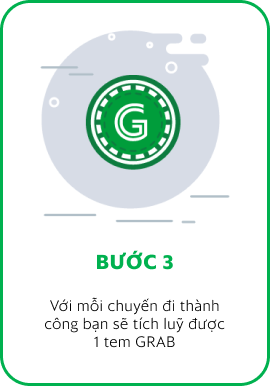 G
BƯỚC 3
Với mỗi chuyến đi thành
công bạn sẽ tích luỹ được
1 tem GRAB